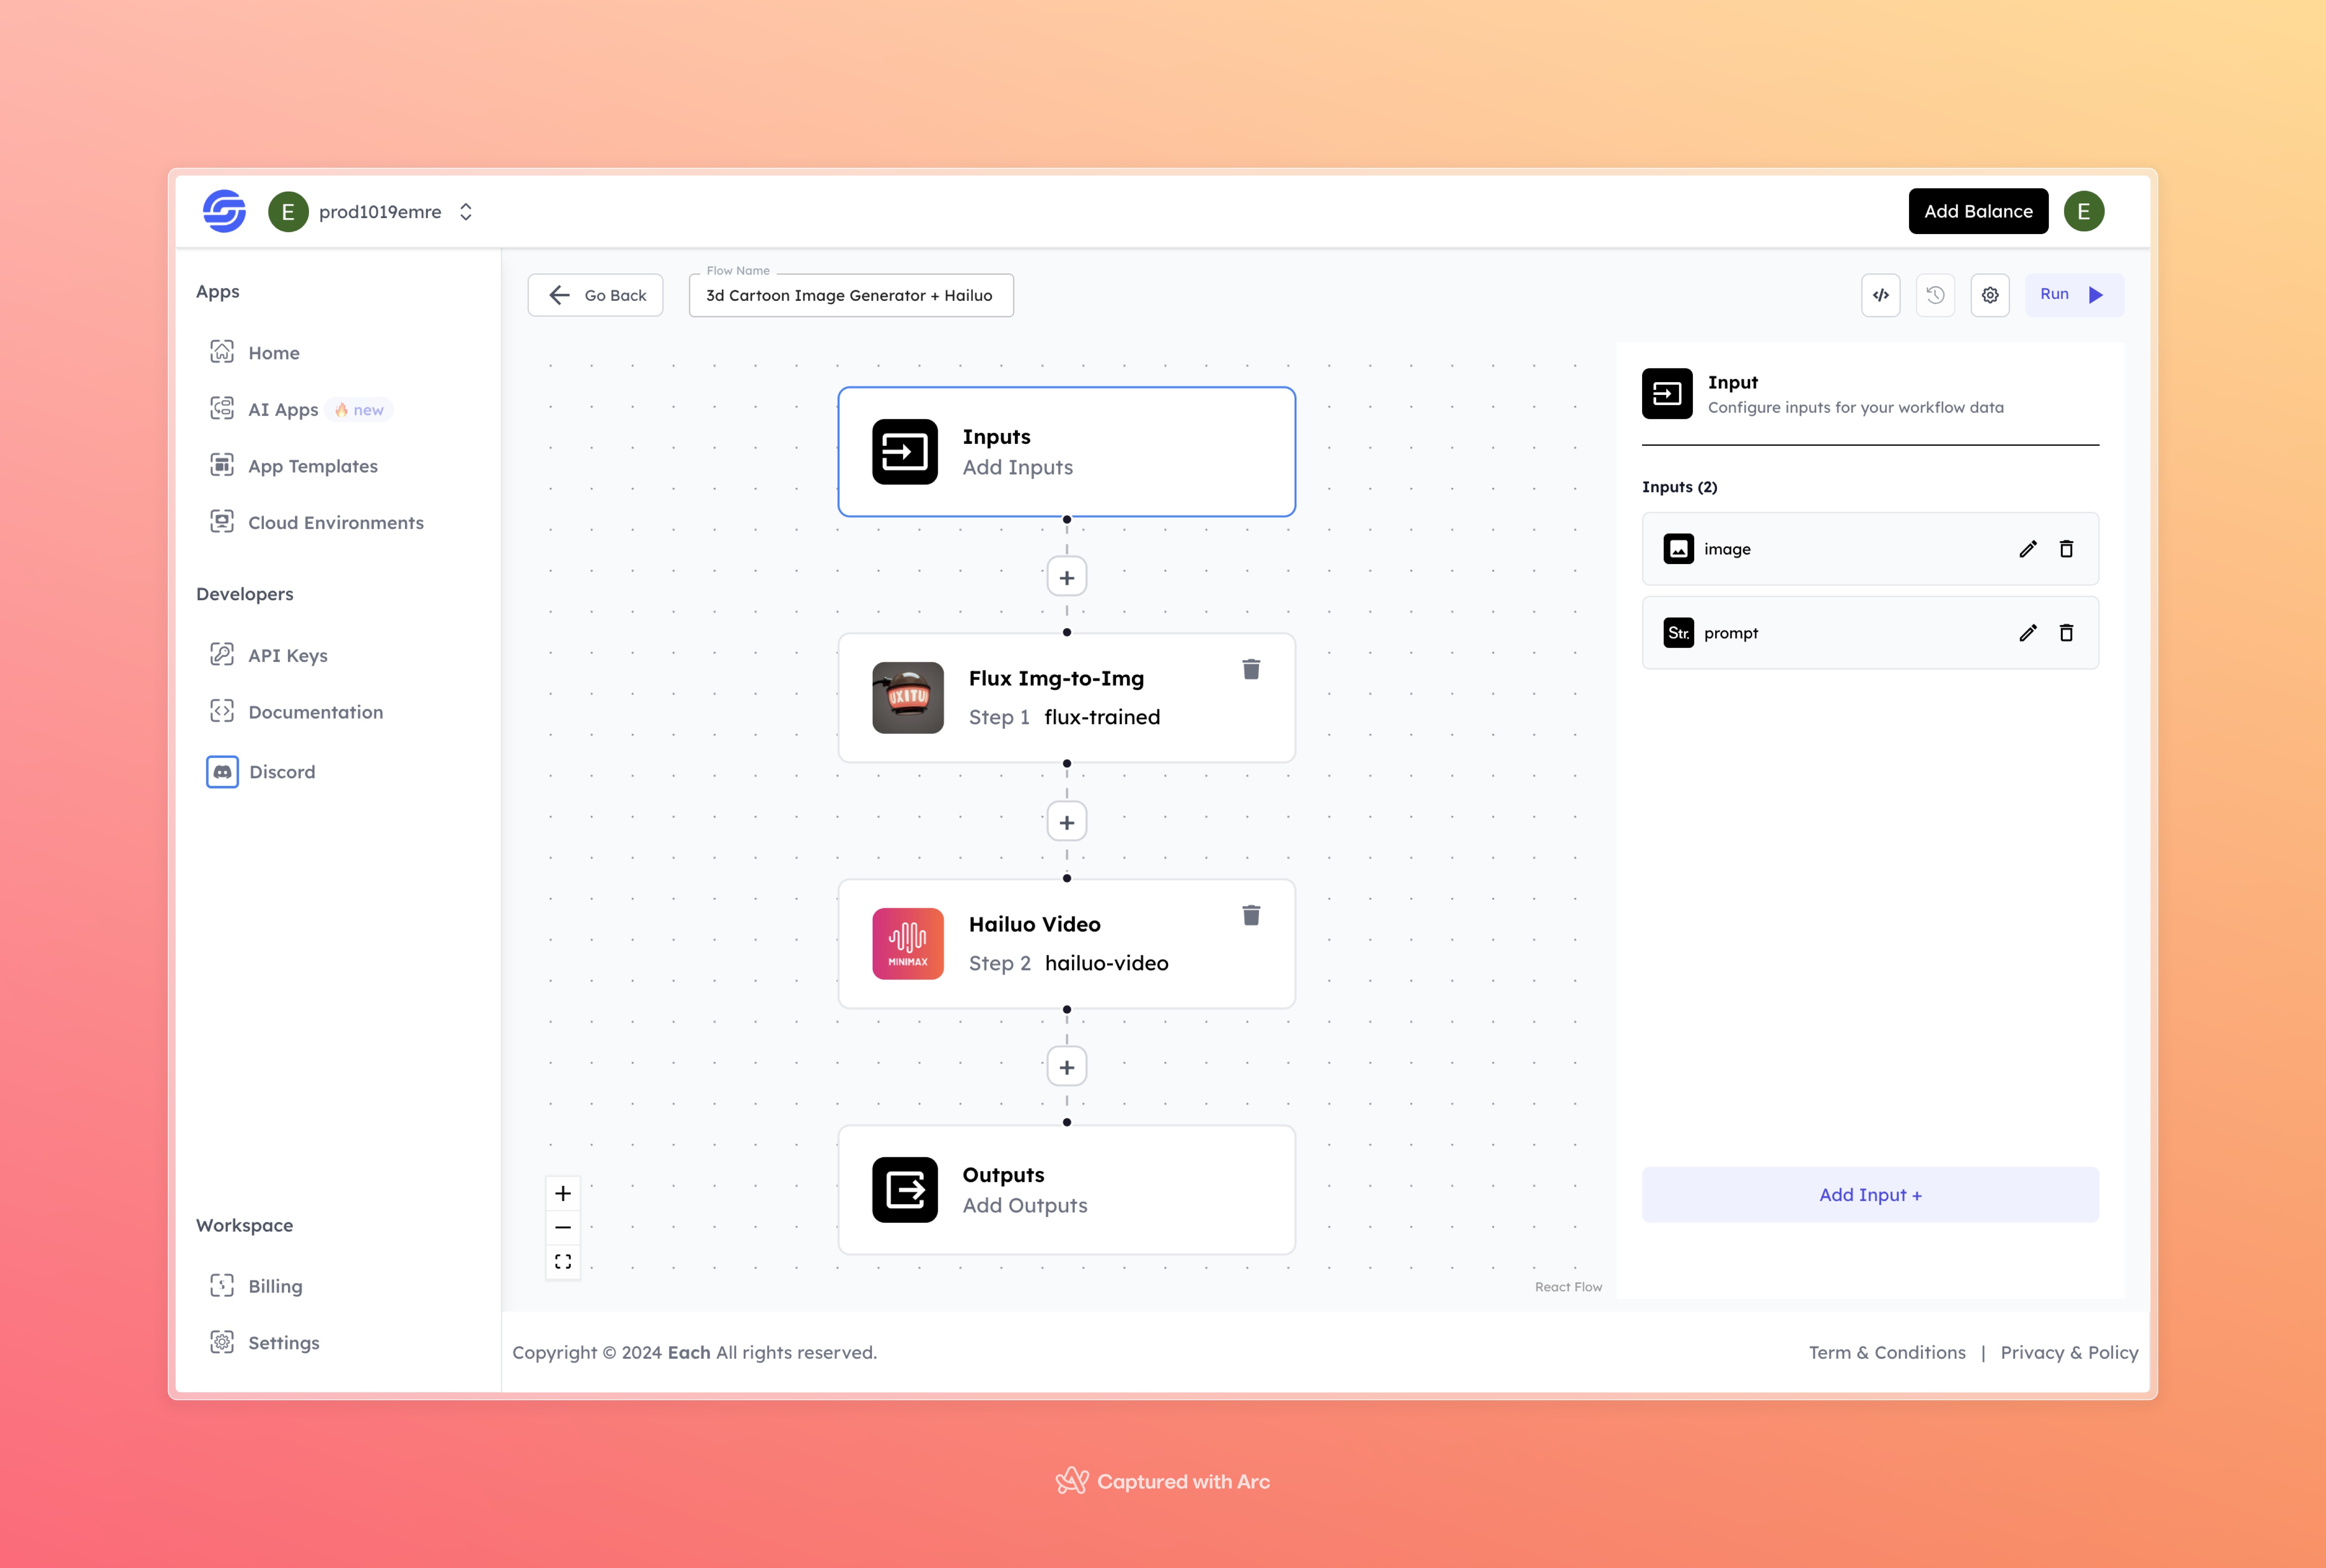 E prod1019emre
Add Balance E
Apps
Home
AI Apps 🔥 new
App Templates
Cloud Environments
Developers
API Keys
Documentation
Discord
Workspace
Billing
Settings
Go Back
Flow Name
3d Cartoon Image Generator + Hailuo
Run
Inputs
Add Inputs
Flux Img-to-Img
Step 1 flux-trained
UXITU
Hailuo Video
Step 2 hailuo-video
MINIMAX
Outputs
Add Outputs
React Flow
Input
Configure inputs for your workflow data
Inputs (2)
image
Str. prompt
Add Input +
Copyright © 2024 Each All rights reserved.
Term & Conditions | Privacy & Policy
Captured with Arc